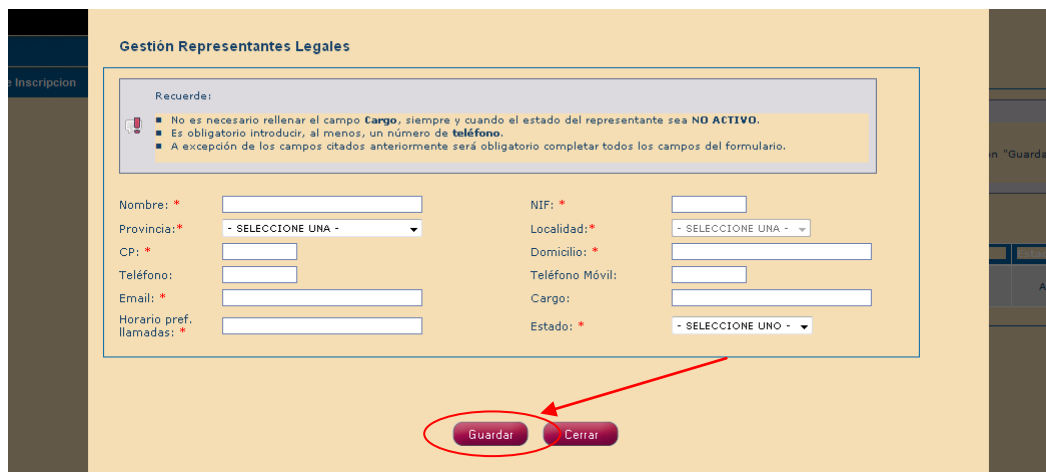 Gestión Representantes Legales
e Inscripcion
Recuerde:
No es necesario rellenar el campo Cargo, siempre y cuando el estado del representante sea NO ACTIVO.
Es obligatorio introducir, al menos, un número de teléfono.
A excepción de los campos citados anteriormente será obligatorio completar todos los campos del formulario.
n "Guarda
Nombre: * NIF: *
Provincia:* - SELECCIONE UNA - Localidad:* - SELECCIONE UNA -
CP: * Domicilio: *
Teléfono: Teléfono Móvil:
Email: * Cargo:
A
Horario pref.
llamadas: * Estado: * - SELECCIONE UNO -
Guardar Cerrar